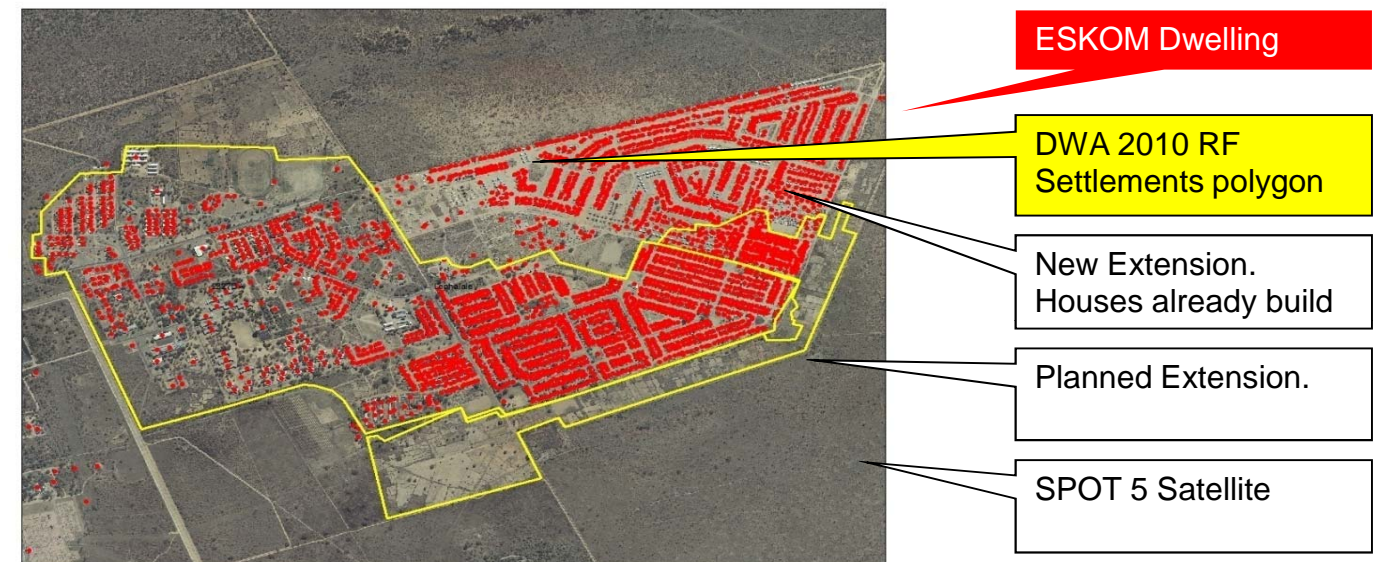 ESKOM Dwelling
DWA 2010 RF
Settlements polygon
New Extension.
Houses already build
Planned Extension.
SPOT 5 Satellite